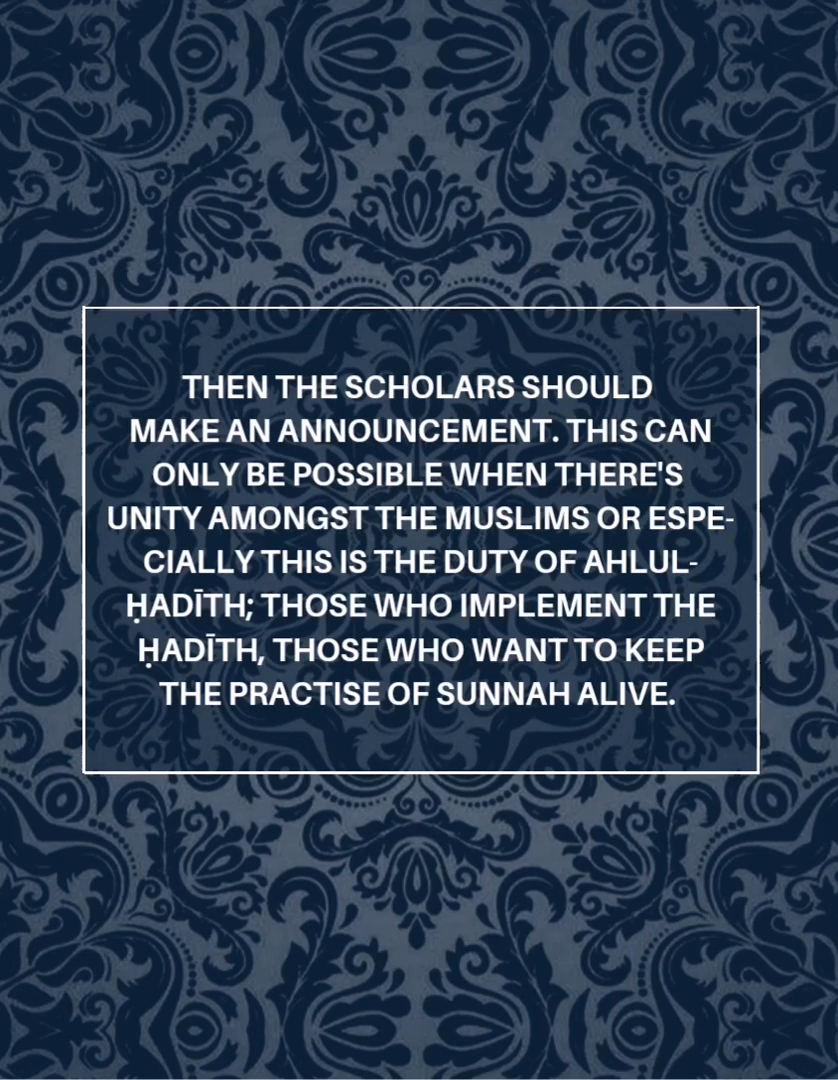 THEN THE SCHOLARS SHOULD
MAKE AN ANNOUNCEMENT. THIS CAN
ONLY BE POSSIBLE WHEN THERE'S
UNITY AMONGST THE MUSLIMS OR ESPE-
CIALLY THIS IS THE DUTY OF AHLUL-
ḤADĪTH; THOSE WHO IMPLEMENT THE
ḤADĪTH, THOSE WHO WANT TO KEEP
THE PRACTISE OF SUNNAH ALIVE.